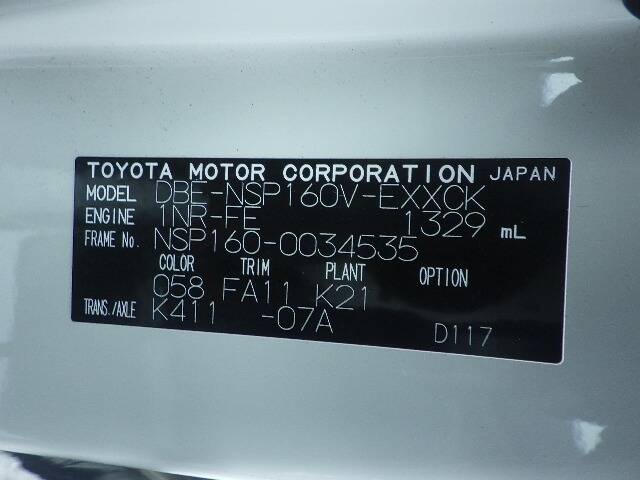 TOYOTA MOTOR CORPORATION JAPAN
MODEL DBE-NSP160V-EXXCK
ENGINE 1NR-FE 1329 mL
FRAME No. NSP160-0034535
COLOR TRIM PLANT OPTION
058 FA11 K21
TRANS./AXLE K411 -07A
D117